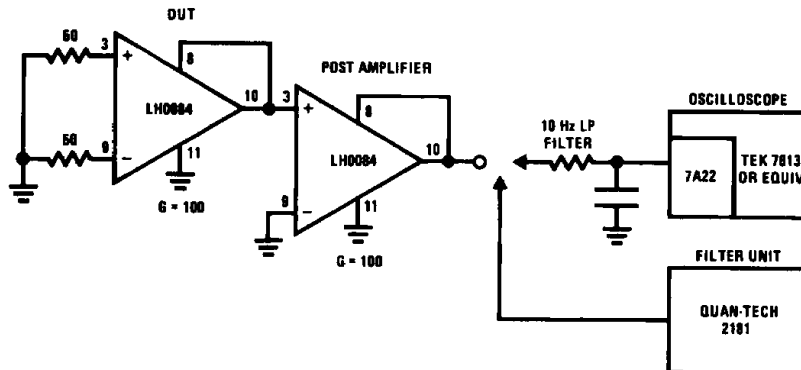 DUT
50
3
+
8
LH0084
10
50
9
−
11
G = 100
POST AMPLIFIER
3
+
8
LH0084
10
9
−
11
G = 100
10 Hz LP
FILTER
OSCILLOSCOPE
7A22
TEK 7613
OR EQUIV
FILTER UNIT
QUAN-TECH
2181